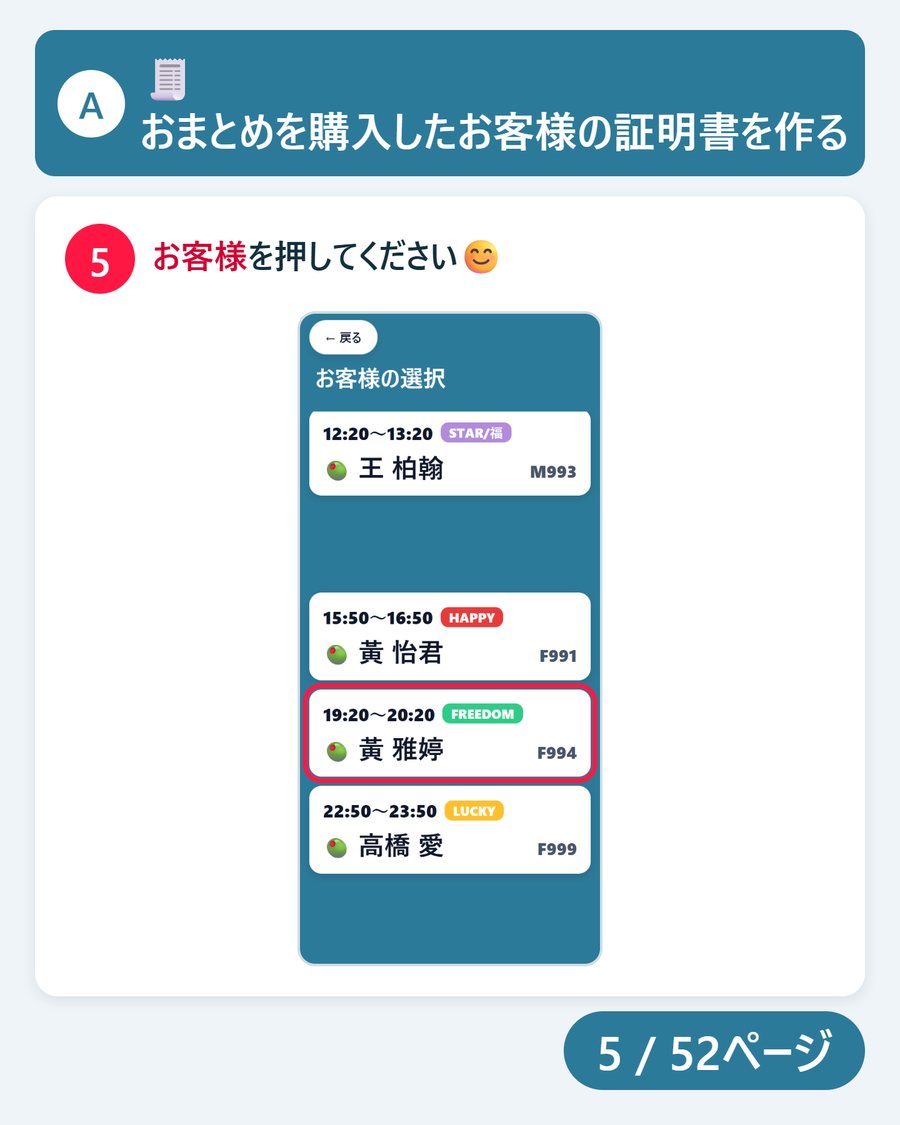 A
おまとめを購入したお客様の証明書を作る
5 お客様を押してください
← 戻る
お客様の選択
12:20〜13:20 STAR/福
王 柏翰 M993
15:50〜16:50 HAPPY
黃 怡君 F991
19:20〜20:20 FREEDOM
黃 雅婷 F994
22:50〜23:50 LUCKY
高橋 愛 F999
5 / 52ページ